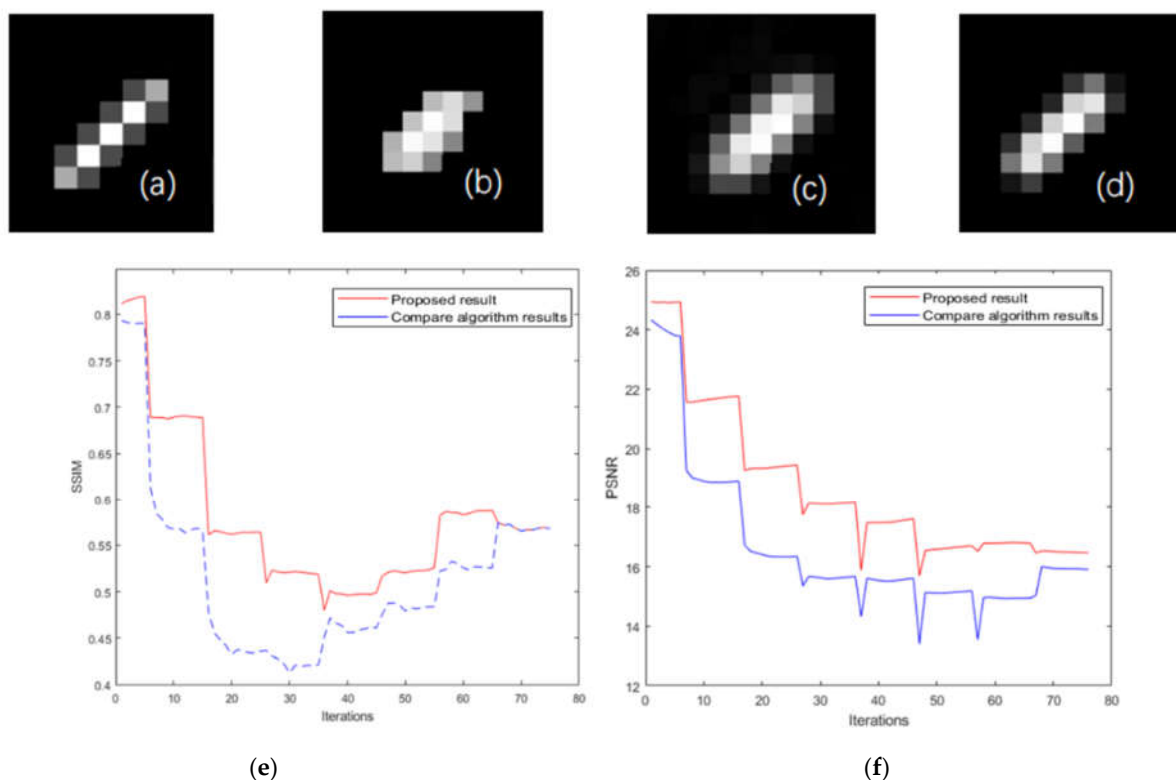 (a)
(b)
(c)
(d)
Proposed result
Compare algorithm results
SSIM
0.8
0.75
0.7
0.65
0.6
0.55
0.5
0.45
0.4
0 10 20 30 40 50 60 70 80
Iterations
(e)
Proposed result
Compare algorithm results
PSNR
26
24
22
20
18
16
14
12
0 10 20 30 40 50 60 70 80
Iterations
(f)